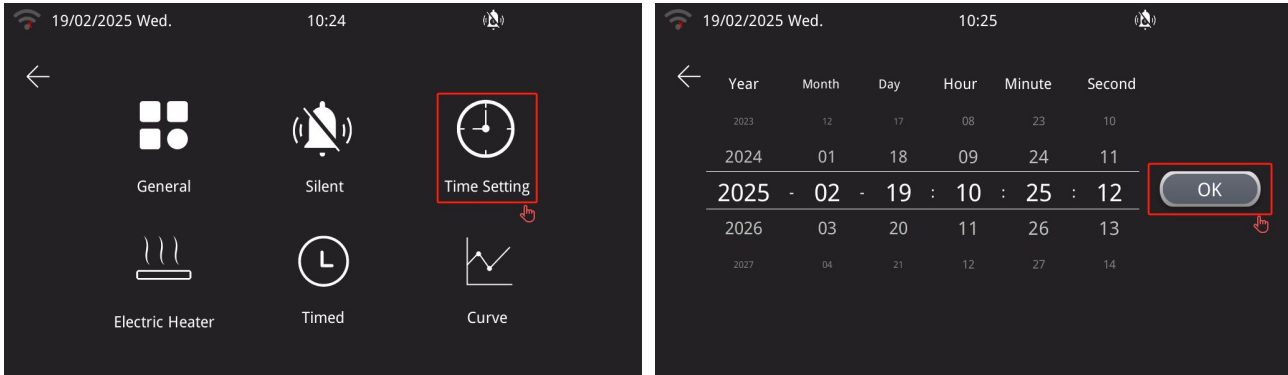 19/02/2025 Wed. 10:24
General Silent Time Setting
Electric Heater Timed Curve
19/02/2025 Wed. 10:25
Year Month Day Hour Minute Second
2023 12 17 08 23 10
2024 01 18 09 24 11
2025 - 02 - 19 : 10 : 25 : 12 OK
2026 03 20 11 26 13
2027 04 21 12 27 14